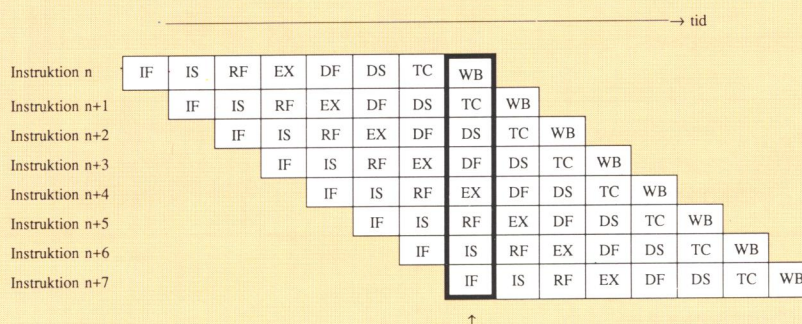 → tid
Instruktion n IF IS RF EX DF DS TC WB
Instruktion n+1 IF IS RF EX DF DS TC WB
Instruktion n+2 IF IS RF EX DF DS TC WB
Instruktion n+3 IF IS RF EX DF DS TC WB
Instruktion n+4 IF IS RF EX DF DS TC WB
Instruktion n+5 IF IS RF EX DF DS TC WB
Instruktion n+6 IF IS RF EX DF DS TC WB
Instruktion n+7 IF IS RF EX DF DS TC WB
↑